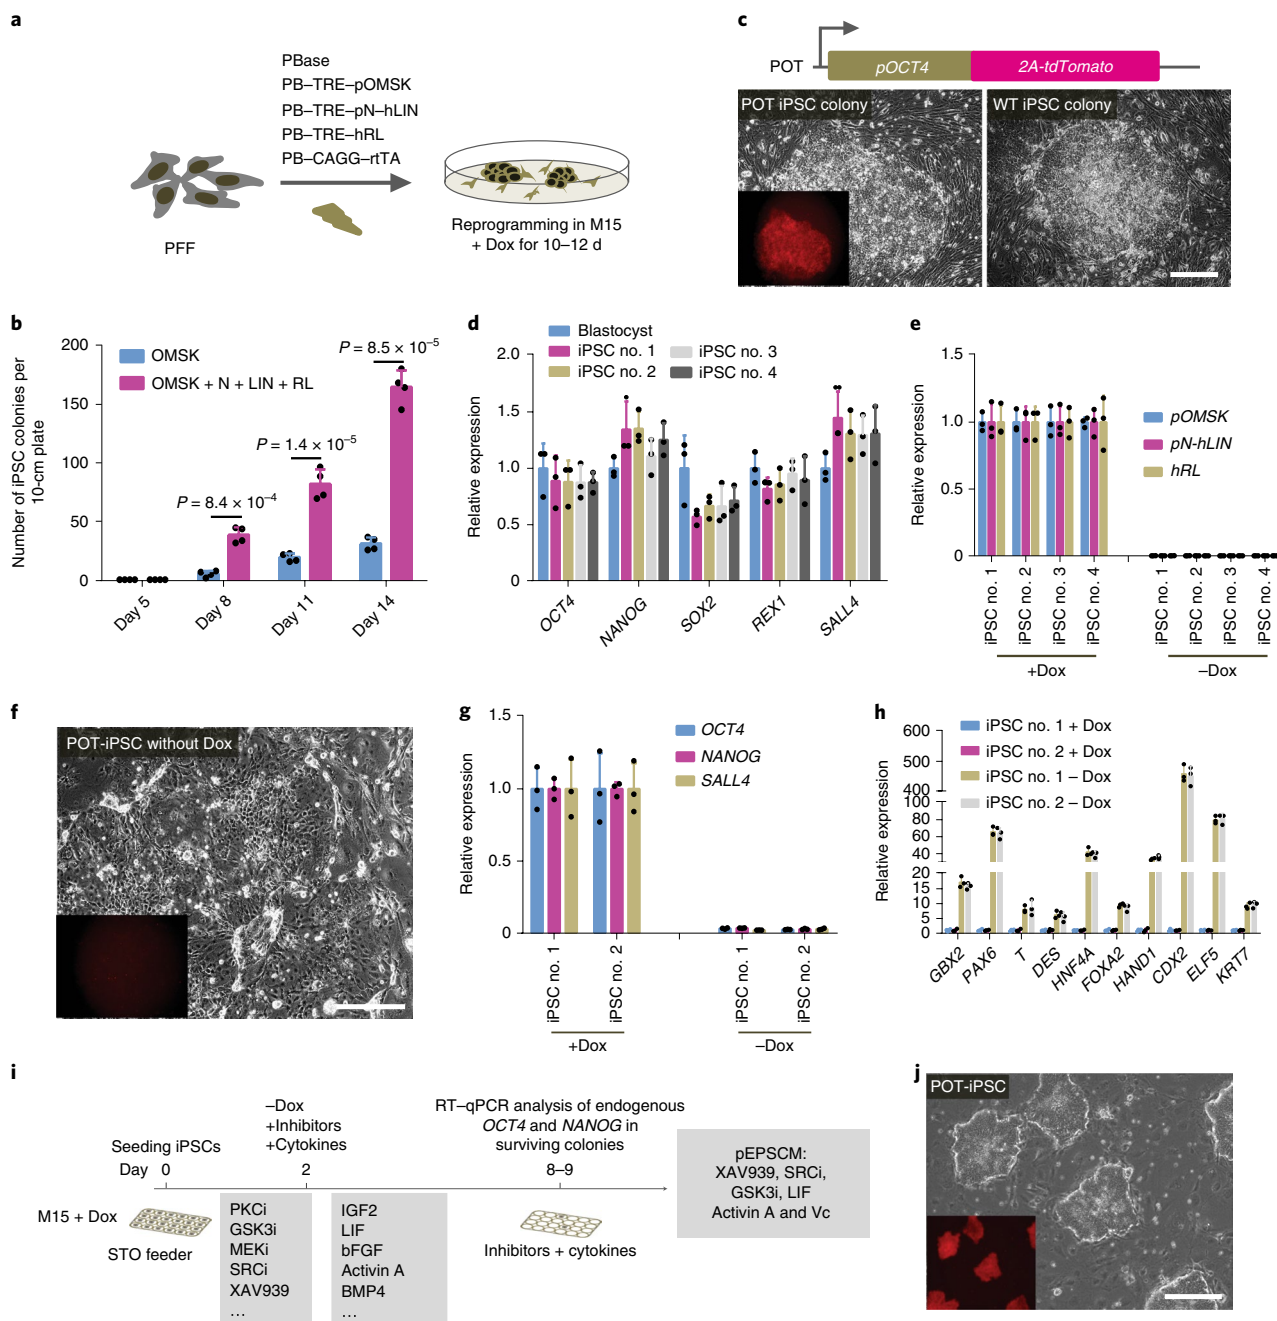 a
PBase
PB–TRE–pOMSK
PB–TRE–pN–hLIN
PB–TRE–hRL
PB–CAGG–rtTA
PFF
Reprogramming in M15
+ Dox for 10–12 d
c
POT
pOCT4
2A-tdTomato
POT iPSC colony
WT iPSC colony
b
Number of iPSC colonies per
10-cm plate
200
150
100
50
0
OMSK
OMSK + N + LIN + RL
P = 8.4 × 10⁻⁴
P = 1.4 × 10⁻⁵
P = 8.5 × 10⁻⁵
Day 5
Day 8
Day 11
Day 14
d
Relative expression
2.0
1.5
1.0
0.5
0
Blastocyst
iPSC no. 1
iPSC no. 2
iPSC no. 3
iPSC no. 4
OCT4
NANOG
SOX2
REX1
SALL4
e
Relative expression
1.5
1.0
0.5
0
pOMSK
pN-hLIN
hRL
iPSC no. 1
iPSC no. 2
iPSC no. 3
iPSC no. 4
iPSC no. 1
iPSC no. 2
iPSC no. 3
iPSC no. 4
+Dox
–Dox
f
POT-iPSC without Dox
g
Relative expression
1.5
1.0
0.5
0
OCT4
NANOG
SALL4
iPSC no. 1
iPSC no. 2
iPSC no. 1
iPSC no. 2
+Dox
–Dox
h
Relative expression
600
500
400
100
80
60
40
20
15
10
5
0
iPSC no. 1 + Dox
iPSC no. 2 + Dox
iPSC no. 1 – Dox
iPSC no. 2 – Dox
GBX2
PAX6
T
DES
HNF4A
FOXA2
HAND1
CDX2
ELF5
KRT7
i
Seeding iPSCs
Day
0
–Dox
+Inhibitors
+Cytokines
2
RT–qPCR analysis of endogenous
OCT4 and NANOG in
surviving colonies
8–9
M15 + Dox
STO feeder
PKCi
GSK3i
MEKi
SRCi
XAV939
...
IGF2
LIF
bFGF
Activin A
BMP4
...
Inhibitors + cytokines
pEPSCM:
XAV939, SRCi,
GSK3i, LIF
Activin A and Vc
j
POT-iPSC